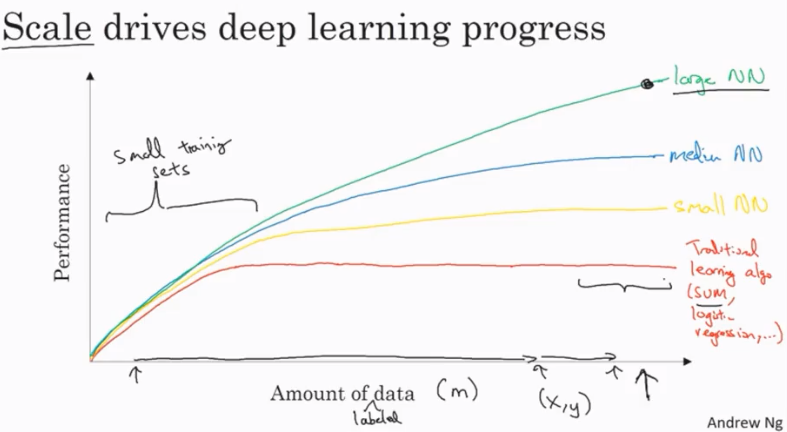 Scale drives deep learning progress
large NN
small training
sets
medium NN
small NN
Performance
Traditional
learning algo
(SVM,
logistic
regression,...)
Amount of data (m)
labeled
(x,y)
Andrew Ng